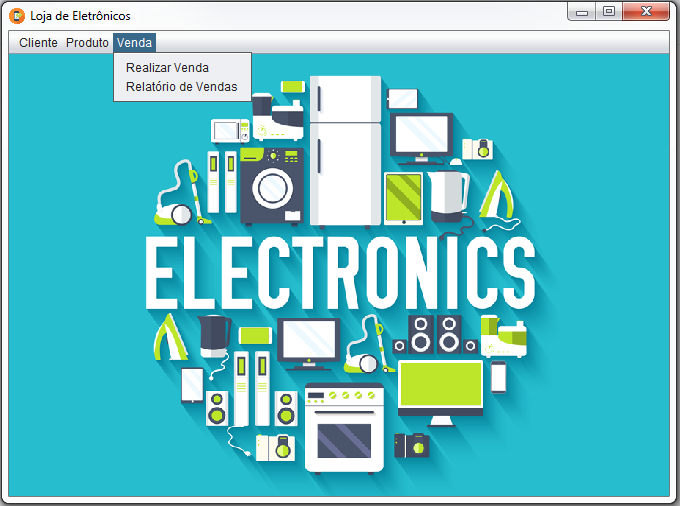 Loja de Eletrônicos
Cliente Produto Venda
Realizar Venda
Relatório de Vendas
ELECTRONICS